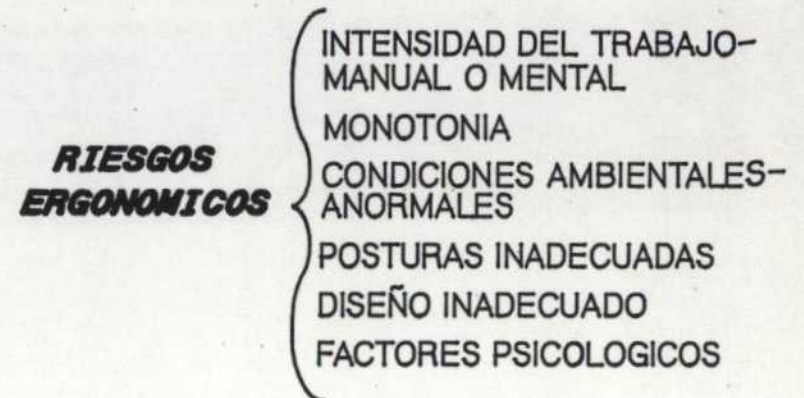 RIESGOS
ERGONOMICOS
INTENSIDAD DEL TRABAJO-
MANUAL O MENTAL
MONOTONIA
CONDICIONES AMBIENTALES-
ANORMALES
POSTURAS INADECUADAS
DISEÑO INADECUADO
FACTORES PSICOLOGICOS